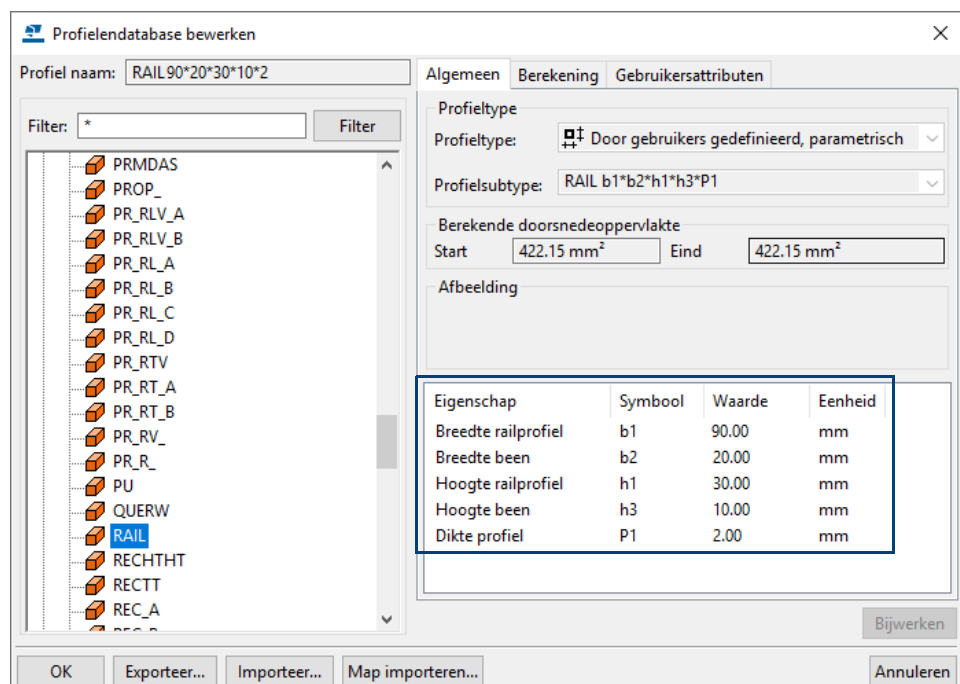 Profielendatabase bewerken
Profiel naam: RAIL90*20*30*10*2
Filter: * Filter
PRMDAS
PROP_
PR_RLV_A
PR_RLV_B
PR_RL_A
PR_RL_B
PR_RL_C
PR_RL_D
PR_RTV
PR_RT_A
PR_RT_B
PR_RV_
PR_R_
PU
QUERW
RAIL
RECHTHT
RECTT
REC_A
Algemeen Berekening Gebruikersattributen
Profieltype
Profieltype: Door gebruikers gedefinieerd, parametrisch
Profielsubtype: RAIL b1*b2*h1*h3*P1
Berekende doorsnedeoppervlakte
Start 422.15 mm² Eind 422.15 mm²
Afbeelding
Eigenschap Symbool Waarde Eenheid
Breedte railprofiel b1 90.00 mm
Breedte been b2 20.00 mm
Hoogte railprofiel h1 30.00 mm
Hoogte been h3 10.00 mm
Dikte profiel P1 2.00 mm
Bijwerken
OK Exporteer... Importeer... Map importeren... Annuleren